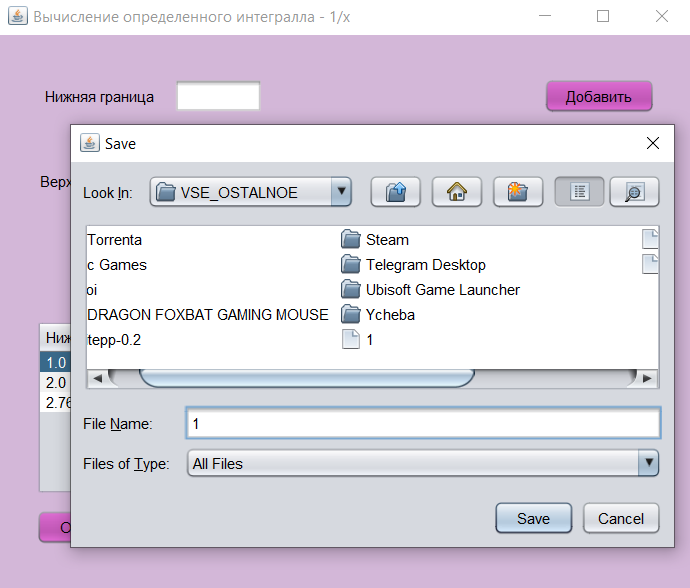 Вычисление определенного интегралла - 1/x
Нижняя граница
Добавить
Save
Верх
Look In:
VSE_OSTALNOE
Torrenta
Steam
c Games
Telegram Desktop
oi
Ubisoft Game Launcher
DRAGON FOXBAT GAMING MOUSE
Ycheba
tepp-0.2
1
Ниж
1.0
2.0
2.76
File Name:
1
Files of Type:
All Files
Save
Cancel
О